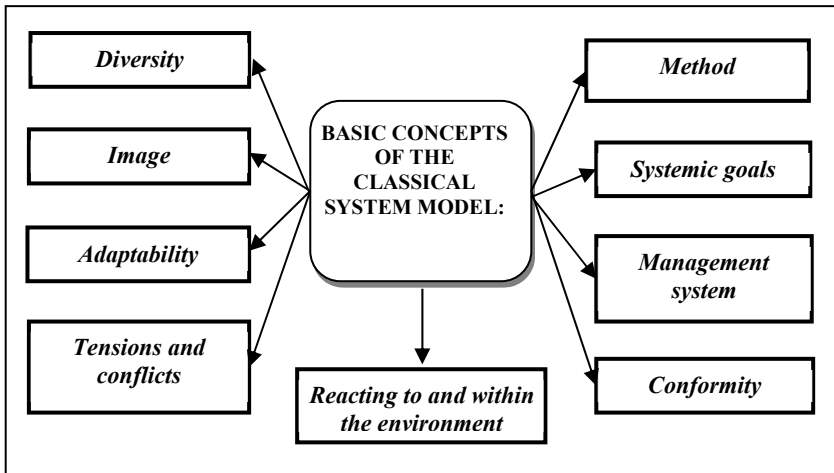 Diversity
Image
Adaptability
Tensions and
conflicts
BASIC CONCEPTS
OF THE
CLASSICAL
SYSTEM MODEL:
Reacting to and within
the environment
Method
Systemic goals
Management
system
Conformity